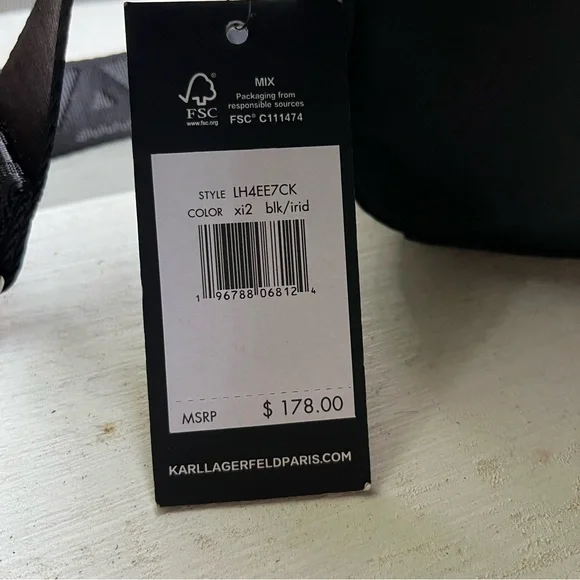 MIX
Packaging from
responsible sources
FSC® C111474
FSC
www.fsc.org
STYLE LH4EE7CK
COLOR xi2 blk/irid
1 96788 06812 4
MSRP $ 178.00
KARLLAGERFELDPARIS.COM